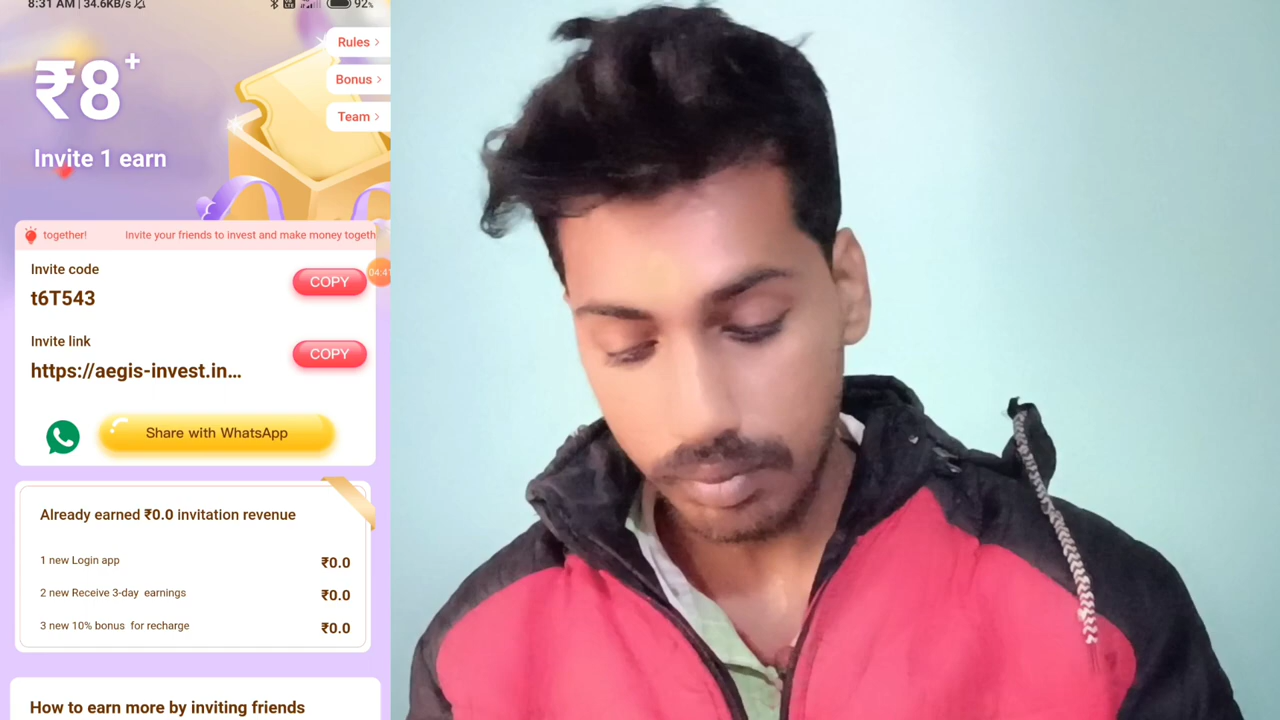 8:31 AM | 34.6KB/s
92%
Rules >
₹8+
Bonus >
Team >
Invite 1 earn
together! Invite your friends to invest and make money togeth
Invite code
t6T543
COPY
04:41
Invite link
https://aegis-invest.in...
COPY
Share with WhatsApp
Already earned ₹0.0 invitation revenue
1 new Login app ₹0.0
2 new Receive 3-day earnings ₹0.0
3 new 10% bonus for recharge ₹0.0
How to earn more by inviting friends